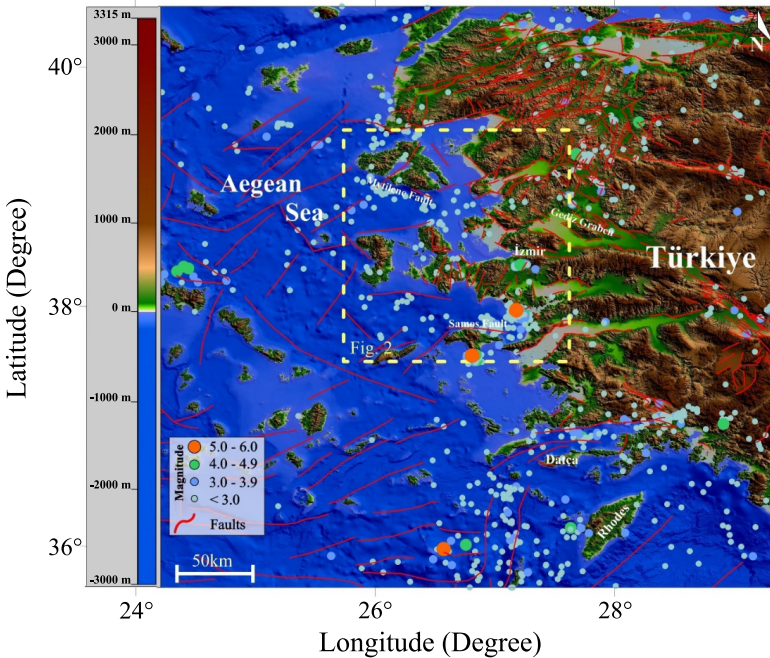 3315 m
3000 m
2000 m
1000 m
0 m
-1000 m
-2000 m
-3000 m
40°
38°
36°
Latitude (Degree)
N
Aegean
Sea
Mytilene Fault
Gediz Graben
İzmir
Türkiye
Samos Fault
Fig. 2
Datça
Rhodes
Magnitude
5.0 - 6.0
4.0 - 4.9
3.0 - 3.9
< 3.0
Faults
50km
24°
26°
28°
Longitude (Degree)